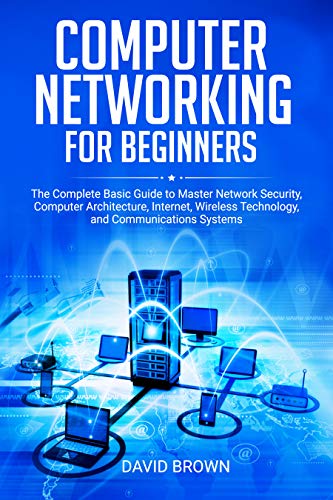 COMPUTER
NETWORKING
FOR BEGINNERS
The Complete Basic Guide to Master Network Security,
Computer Architecture, Internet, Wireless Technology,
and Communications Systems
DAVID BROWN